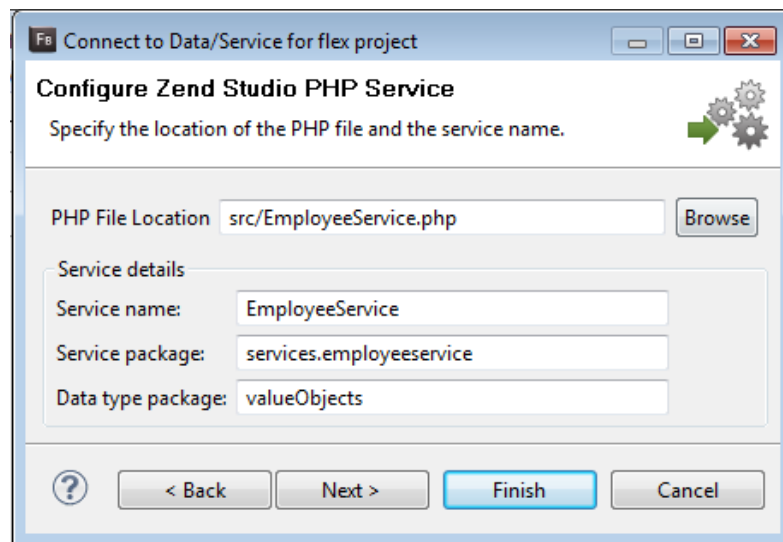 FB Connect to Data/Service for flex project
Configure Zend Studio PHP Service
Specify the location of the PHP file and the service name.
PHP File Location src/EmployeeService.php Browse
Service details
Service name: EmployeeService
Service package: services.employeeservice
Data type package: valueObjects
? < Back Next > Finish Cancel